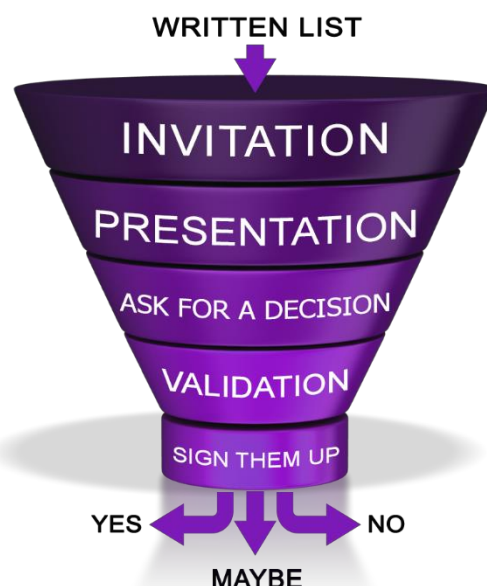 WRITTEN LIST
INVITATION
PRESENTATION
ASK FOR A DECISION
VALIDATION
SIGN THEM UP
YES NO
MAYBE